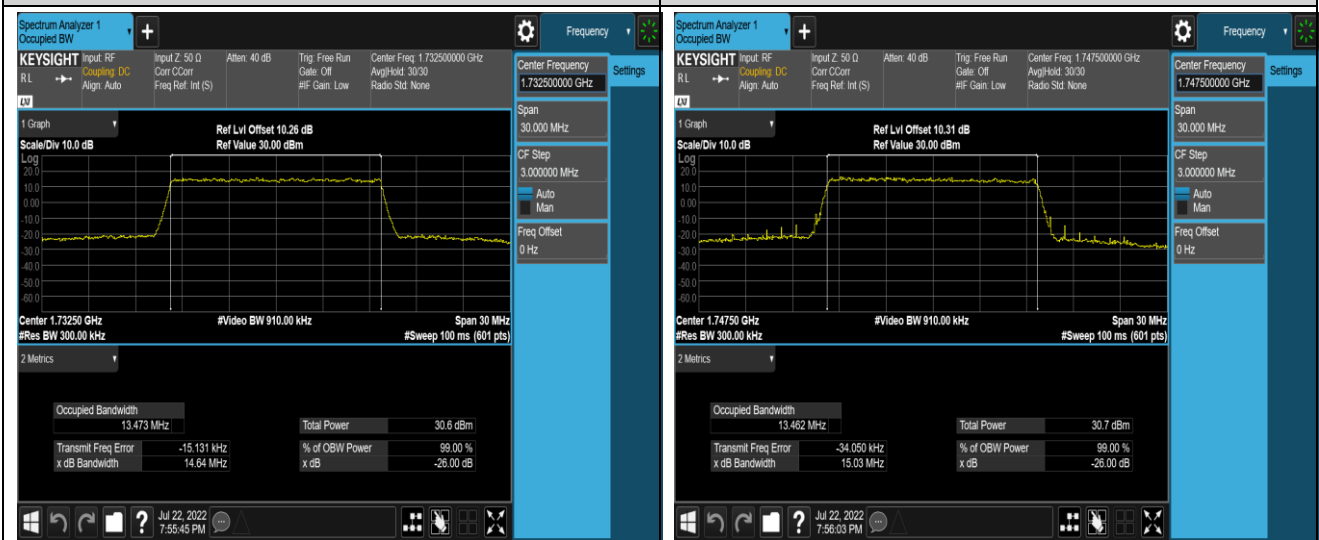 Spectrum Analyzer 1
Occupied BW
+
Frequency
KEYSIGHT Input: RF Input Z: 50 Ω Atten: 40 dB Trig: Free Run Center Freq: 1.732500000 GHz
RL Coupling: DC Corr CCorr Gate: Off Avg|Hold: 30/30
Align: Auto Freq Ref: Int (S) #IF Gain: Low Radio Std: None
LXI
Center Frequency
1.732500000 GHz
Settings
Span
30.000 MHz
CF Step
3.000000 MHz
Auto
Man
Freq Offset
0 Hz
1 Graph
Ref Lvl Offset 10.26 dB
Scale/Div 10.0 dB Ref Value 30.00 dBm
Log
20.0
10.0
0.00
-10.0
-20.0
-30.0
-40.0
-50.0
-60.0
Center 1.73250 GHz #Video BW 910.00 kHz Span 30 MHz
#Res BW 300.00 kHz #Sweep 100 ms (601 pts)
2 Metrics
Occupied Bandwidth
13.473 MHz Total Power 30.6 dBm
Transmit Freq Error -15.131 kHz % of OBW Power 99.00 %
x dB Bandwidth 14.64 MHz x dB -26.00 dB
? Jul 22, 2022
7:55:45 PM
Spectrum Analyzer 1
Occupied BW
+
Frequency
KEYSIGHT Input: RF Input Z: 50 Ω Atten: 40 dB Trig: Free Run Center Freq: 1.747500000 GHz
RL Coupling: DC Corr CCorr Gate: Off Avg|Hold: 30/30
Align: Auto Freq Ref: Int (S) #IF Gain: Low Radio Std: None
LXI
Center Frequency
1.747500000 GHz
Settings
Span
30.000 MHz
CF Step
3.000000 MHz
Auto
Man
Freq Offset
0 Hz
1 Graph
Ref Lvl Offset 10.31 dB
Scale/Div 10.0 dB Ref Value 30.00 dBm
Log
20.0
10.0
0.00
-10.0
-20.0
-30.0
-40.0
-50.0
-60.0
Center 1.74750 GHz #Video BW 910.00 kHz Span 30 MHz
#Res BW 300.00 kHz #Sweep 100 ms (601 pts)
2 Metrics
Occupied Bandwidth
13.462 MHz Total Power 30.7 dBm
Transmit Freq Error -34.050 kHz % of OBW Power 99.00 %
x dB Bandwidth 15.03 MHz x dB -26.00 dB
? Jul 22, 2022
7:56:03 PM